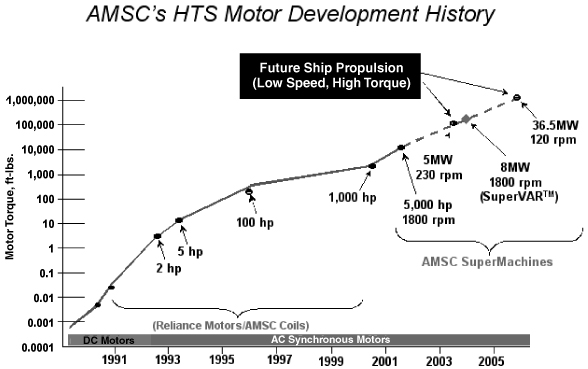 AMSC's HTS Motor Development History
Future Ship Propulsion
(Low Speed, High Torque)
Motor Torque, ft-lbs.
1,000,000
100,000
10,000
1,000
100
10
1
0.1
0.01
0.001
0.0001
2 hp
5 hp
100 hp
1,000 hp
5,000 hp
1800 rpm
5MW
230 rpm
8MW
1800 rpm
(SuperVAR™)
36.5MW
120 rpm
AMSC SuperMachines
(Reliance Motors/AMSC Coils)
DC Motors
AC Synchronous Motors
1991
1993
1995
1997
1999
2001
2003
2005